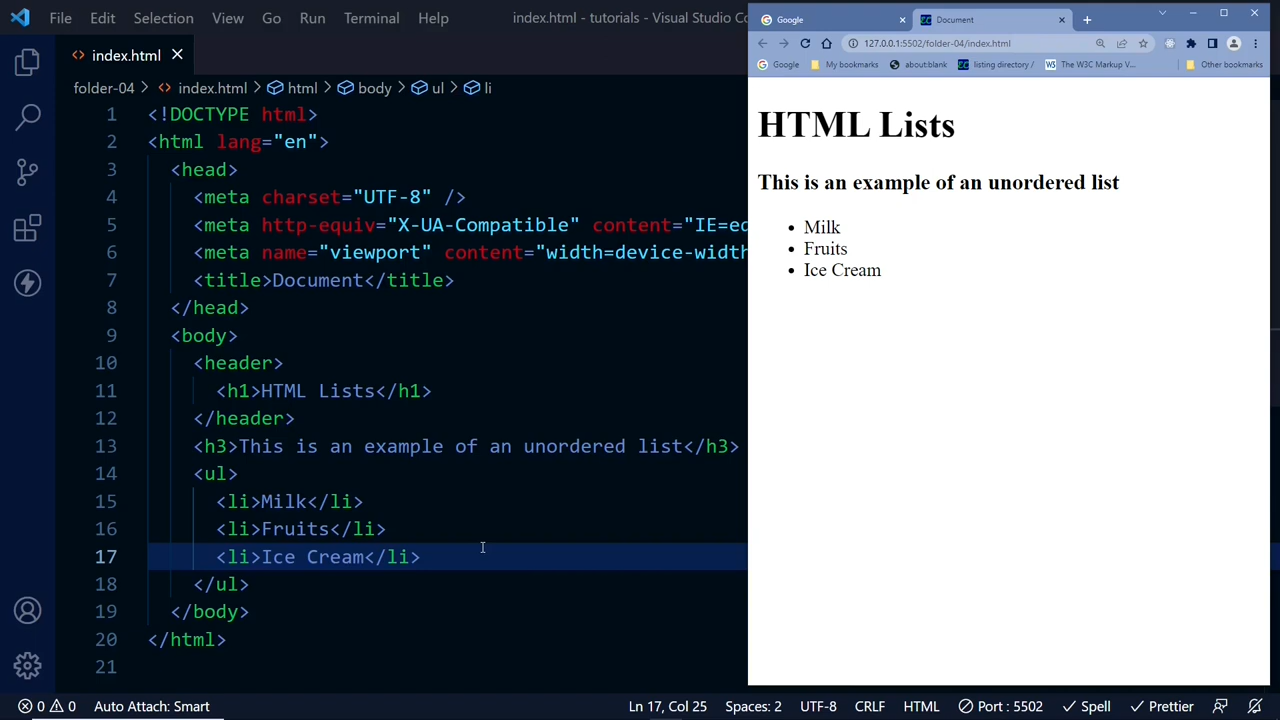 File Edit Selection View Go Run Terminal Help index.html - tutorials - Visual Studio Co
index.html
folder-04 > index.html > html > body > ul > li
1 <!DOCTYPE html>
2 <html lang="en">
3 <head>
4 <meta charset="UTF-8" />
5 <meta http-equiv="X-UA-Compatible" content="IE=ed
6 <meta name="viewport" content="width=device-width
7 <title>Document</title>
8 </head>
9 <body>
10 <header>
11 <h1>HTML Lists</h1>
12 </header>
13 <h3>This is an example of an unordered list</h3>
14 <ul>
15 <li>Milk</li>
16 <li>Fruits</li>
17 <li>Ice Cream</li>
18 </ul>
19 </body>
20 </html>
21
Google Document
127.0.0.1:5502/folder-04/index.html
Google My bookmarks about:blank listing directory / The W3C Markup V... Other bookmarks
HTML Lists
This is an example of an unordered list
• Milk
• Fruits
• Ice Cream
0 0 Auto Attach: Smart Ln 17, Col 25 Spaces: 2 UTF-8 CRLF HTML Port : 5502 Spell Prettier